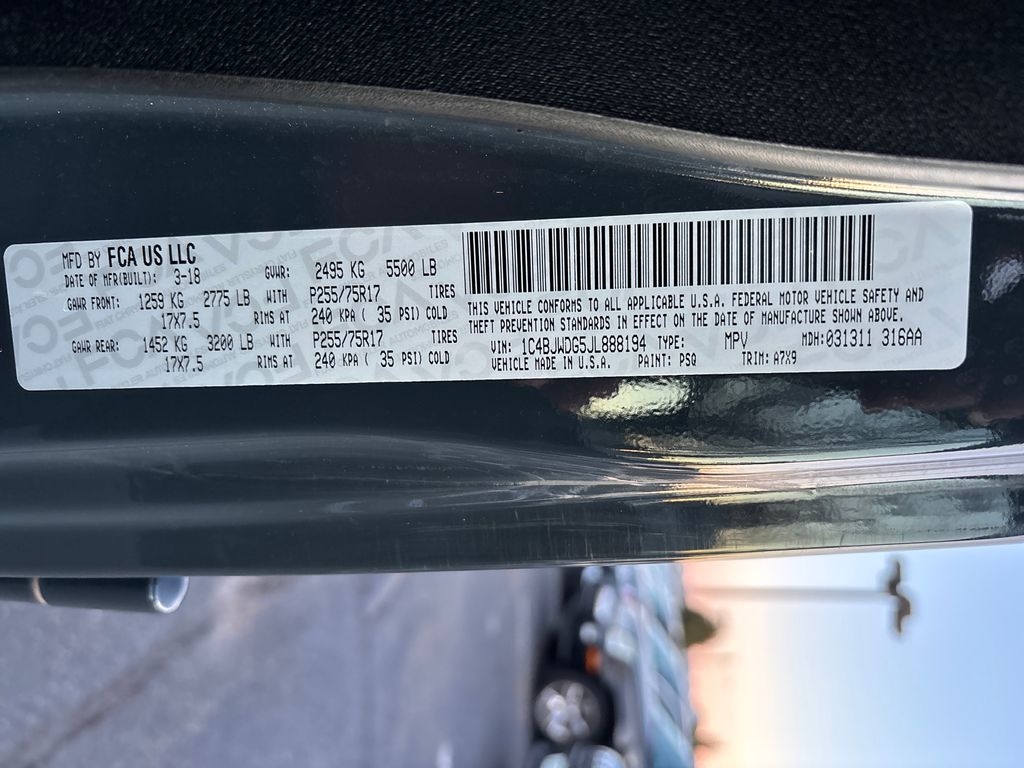 MFD BY FCA US LLC
DATE OF MFR(BUILT): 3-18 GVWR: 2495 KG 5500 LB
GAWR FRONT: 1259 KG 2775 LB WITH P255/75R17 TIRES
17X7.5 RIMS AT 240 KPA ( 35 PSI) COLD
GAWR REAR: 1452 KG 3200 LB WITH P255/75R17 TIRES
17X7.5 RIMS AT 240 KPA ( 35 PSI) COLD
THIS VEHICLE CONFORMS TO ALL APPLICABLE U.S.A. FEDERAL MOTOR VEHICLE SAFETY AND
THEFT PREVENTION STANDARDS IN EFFECT ON THE DATE OF MANUFACTURE SHOWN ABOVE.
VIN: 1C4BJWDG5JL888194 TYPE: MPV MDH:031311 316AA
VEHICLE MADE IN U.S.A. PAINT: PSQ TRIM: A7X9